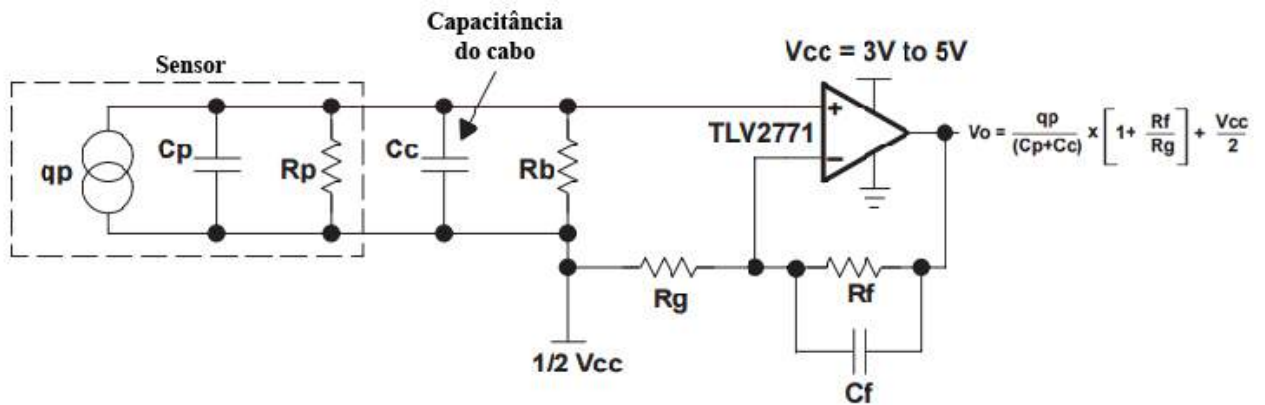 Capacitância
do cabo
Sensor
Vcc = 3V to 5V
qp
Cp
Rp
Cc
Rb
TLV2771
+
−
Vo = qp/(Cp+Cc) x [1+ Rf/Rg] + Vcc/2
Rg
Rf
1/2 Vcc
Cf